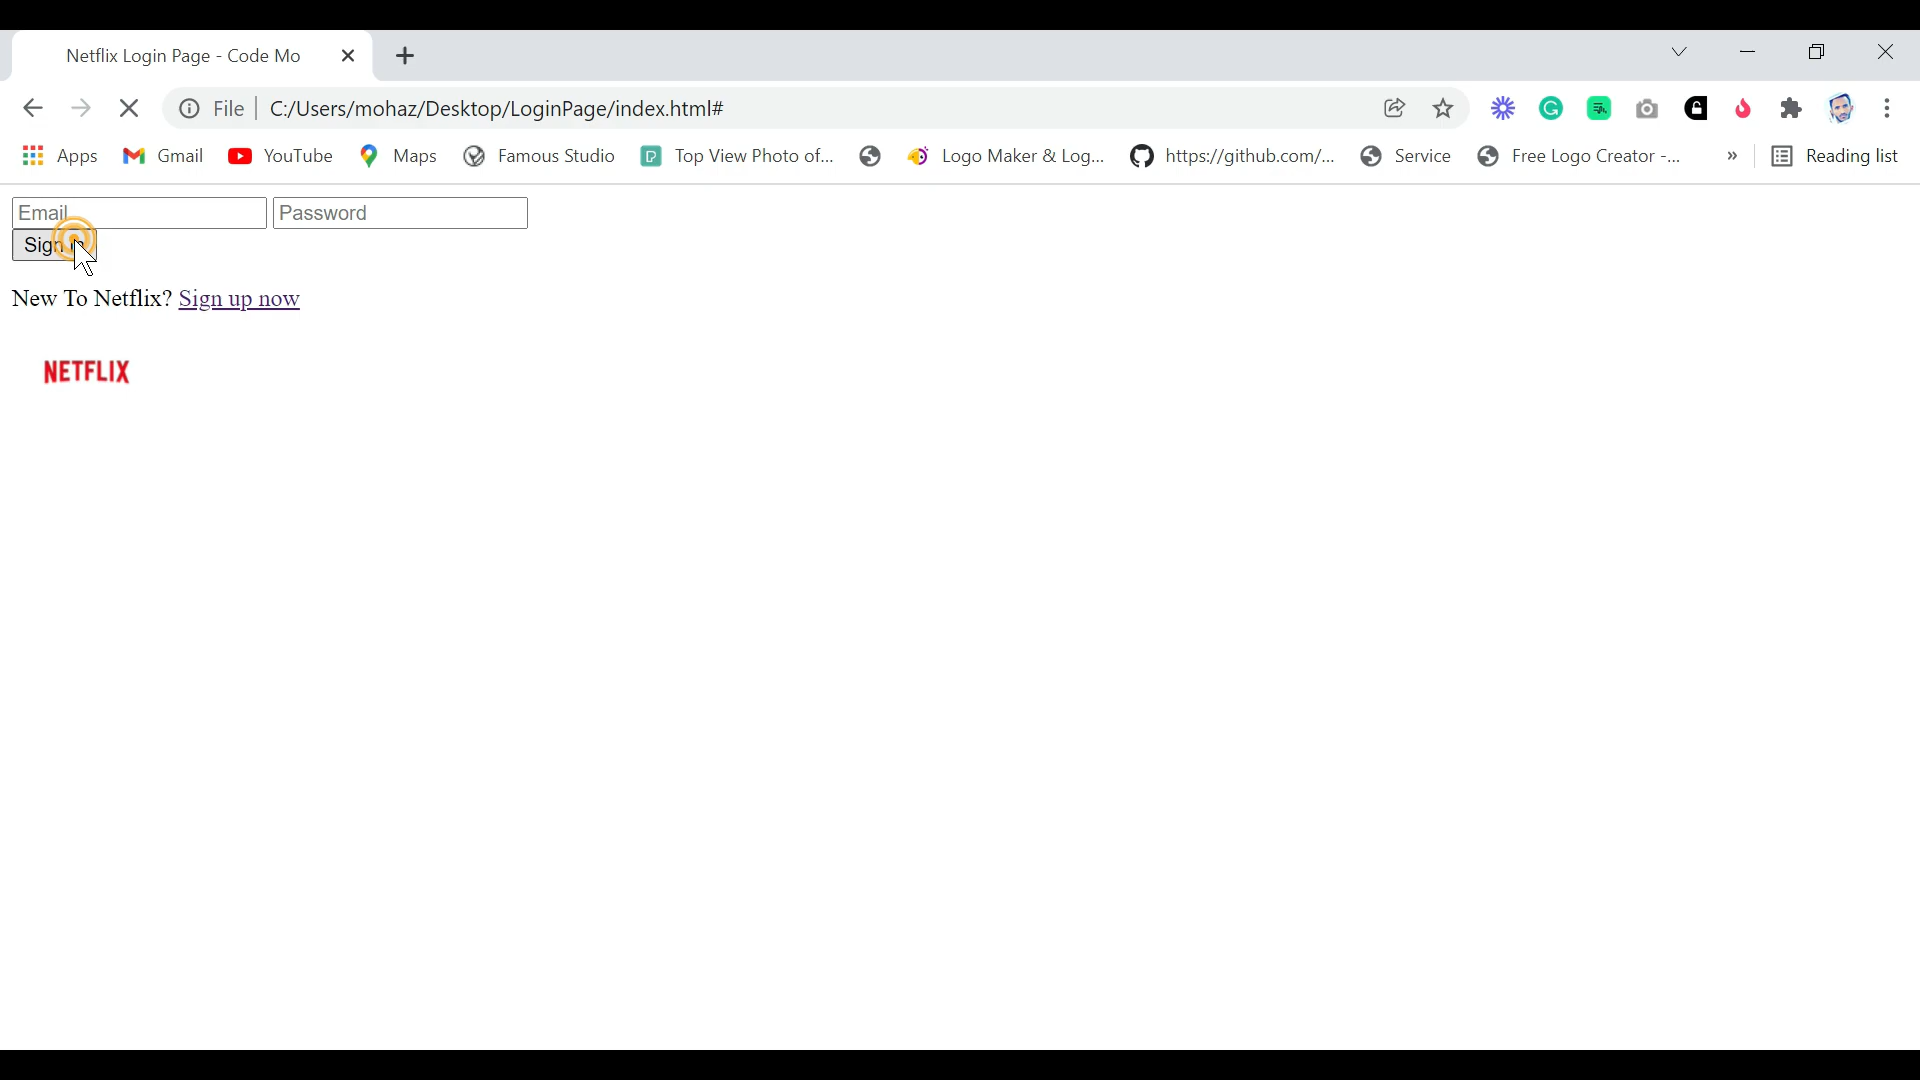 Netflix Login Page - Code Mo
File C:/Users/mohaz/Desktop/LoginPage/index.html#
Apps Gmail YouTube Maps Famous Studio Top View Photo of... Logo Maker & Log... https://github.com/... Service Free Logo Creator -... » Reading list
Email Password
Sign in
New To Netflix? Sign up now
NETFLIX